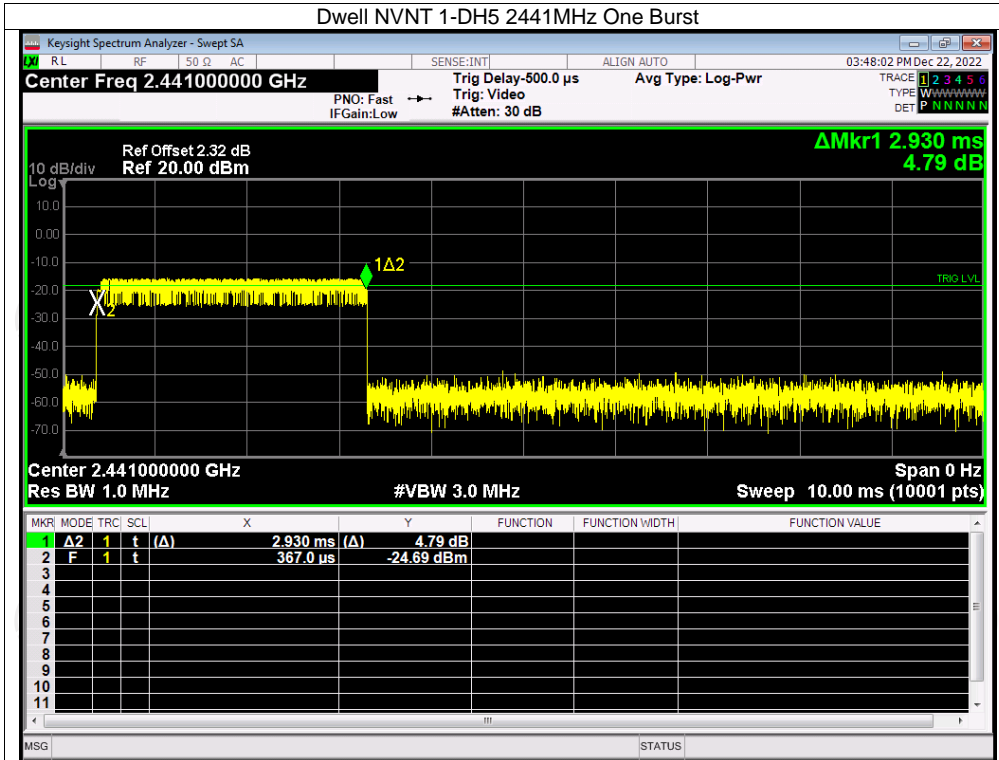 Dwell NVNT 1-DH5 2441MHz One Burst
Keysight Spectrum Analyzer - Swept SA
LXI RL RF 50 Ω AC SENSE:INT ALIGN AUTO 03:48:02 PM Dec 22, 2022
Center Freq 2.441000000 GHz Trig Delay-500.0 µs Avg Type: Log-Pwr TRACE 1 2 3 4 5 6
PNO: Fast Trig: Video TYPE WWWWWW
IFGain:Low #Atten: 30 dB DET P N N N N N
ΔMkr1 2.930 ms
Ref Offset 2.32 dB
10 dB/div Ref 20.00 dBm 4.79 dB
Log
10.0
0.00
-10.0
1Δ2
TRIG LVL
-20.0
2
-30.0
-40.0
-50.0
-60.0
-70.0
Center 2.441000000 GHz Span 0 Hz
Res BW 1.0 MHz #VBW 3.0 MHz Sweep 10.00 ms (10001 pts)
MKR MODE TRC SCL X Y FUNCTION FUNCTION WIDTH FUNCTION VALUE
1 Δ2 1 t (Δ) 2.930 ms (Δ) 4.79 dB
2 F 1 t 367.0 µs -24.69 dBm
3
4
5
6
7
8
9
10
11
MSG STATUS